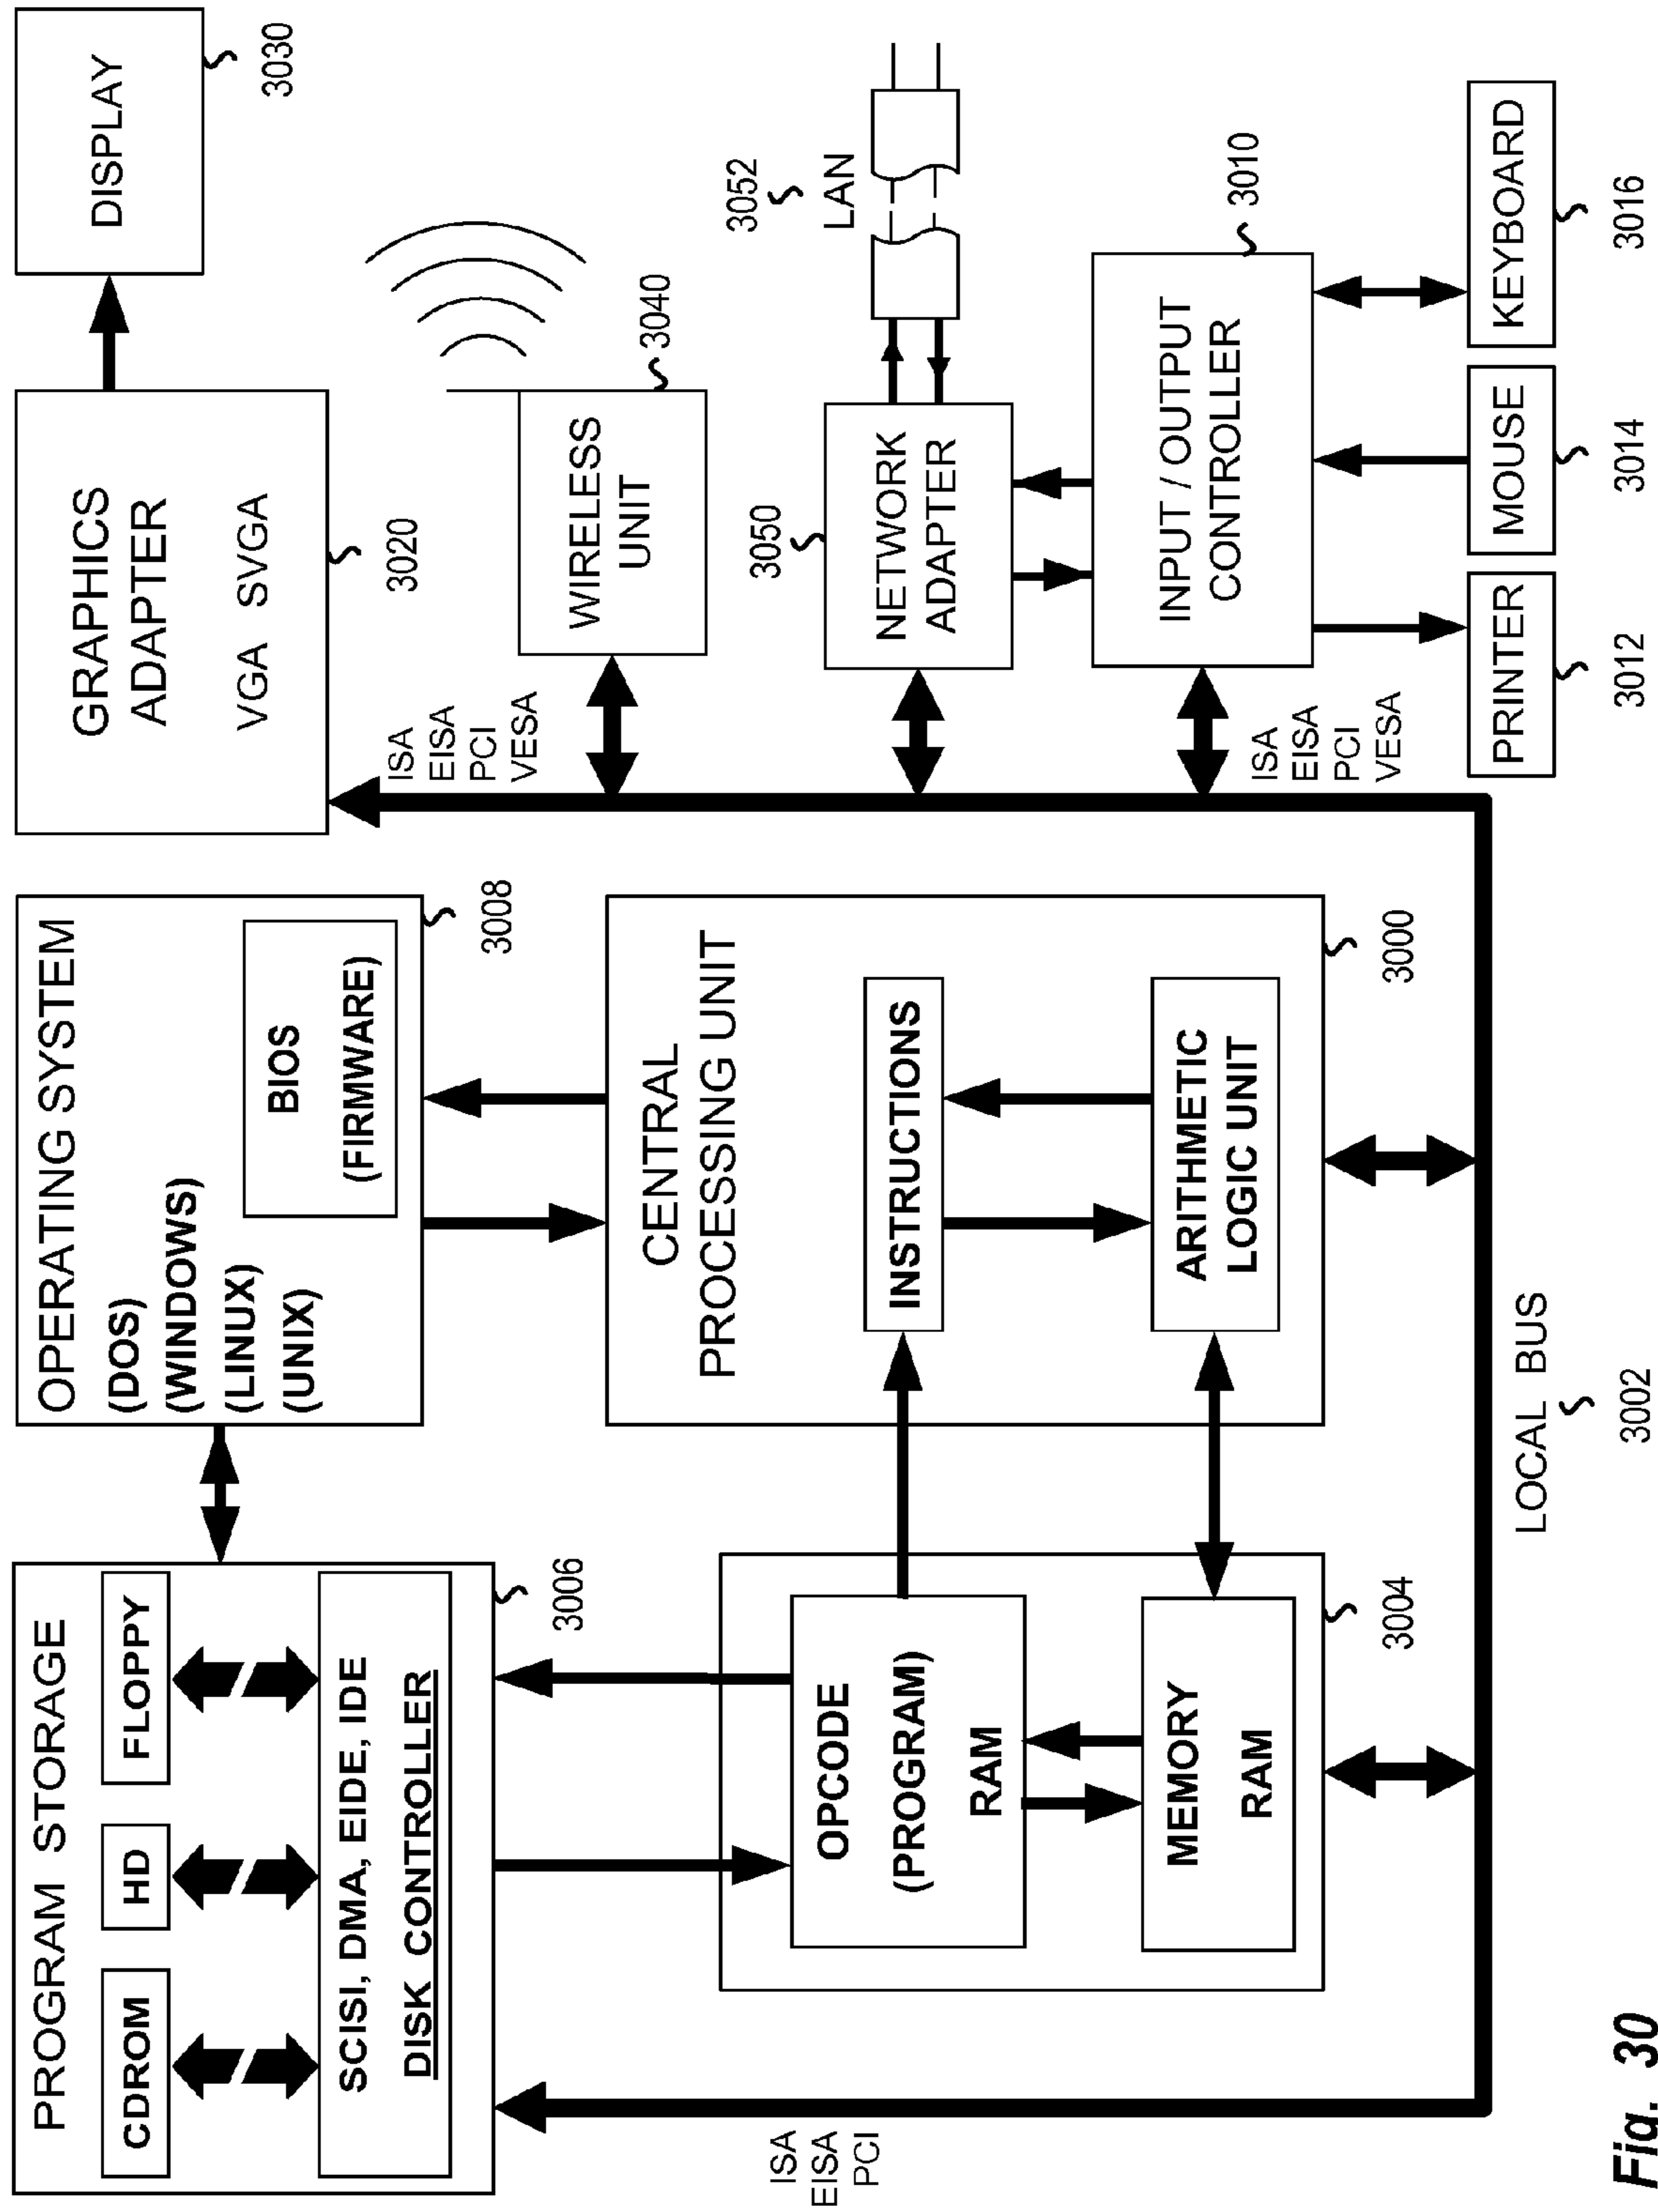 PROGRAM STORAGE
CDROM
HD
FLOPPY
SCISI, DMA, EIDE, IDE
DISK CONTROLLER
3006
OPERATING SYSTEM
(DOS)
(WINDOWS)
(LINUX)
(UNIX)
BIOS
(FIRMWARE)
3008
GRAPHICS
ADAPTER
VGA SVGA
3020
DISPLAY
3030
ISA
EISA
PCI
VESA
WIRELESS
UNIT
3040
CENTRAL
PROCESSING UNIT
INSTRUCTIONS
ARITHMETIC
LOGIC UNIT
3000
OPCODE
(PROGRAM)
RAM
MEMORY
RAM
3004
ISA
EISA
PCI
3050
NETWORK
ADAPTER
3052
LAN
INPUT / OUTPUT
CONTROLLER
3010
ISA
EISA
PCI
VESA
PRINTER
3012
MOUSE
3014
KEYBOARD
3016
LOCAL BUS
3002
Fig. 30